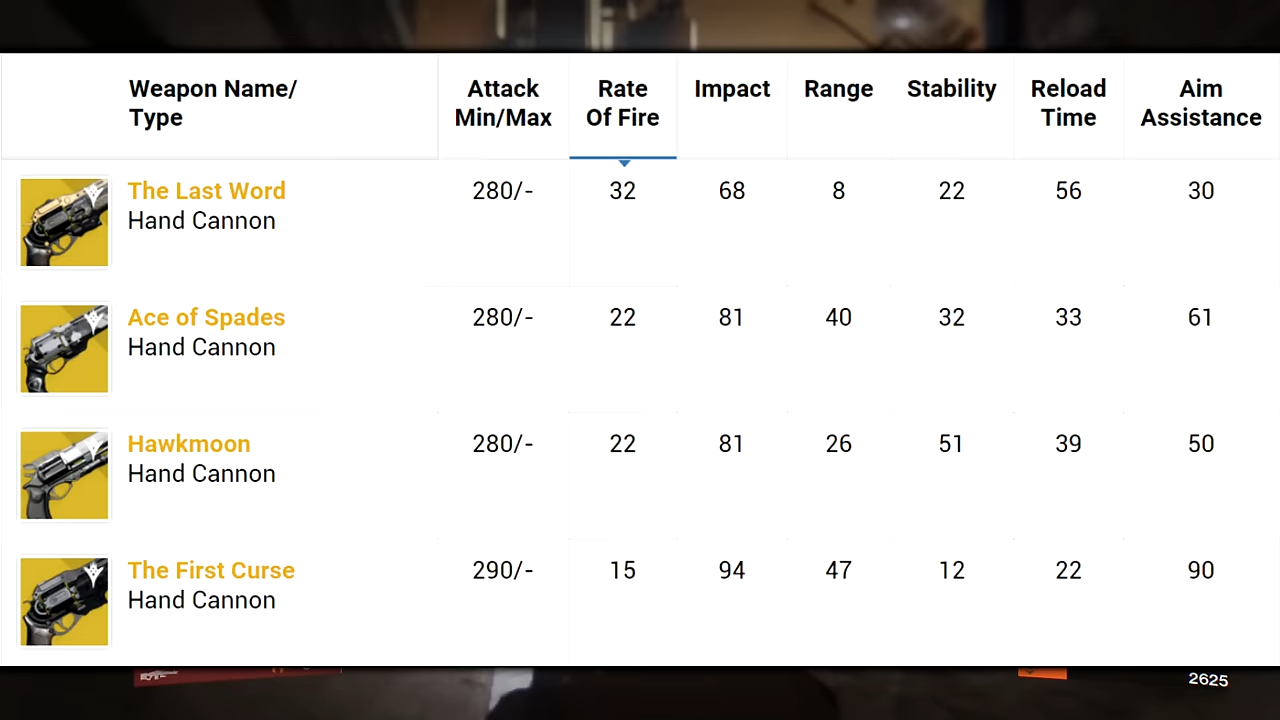 Weapon Name/ Type Attack Min/Max Rate Of Fire Impact Range Stability Reload Time Aim Assistance
The Last Word 280/- 32 68 8 22 56 30
Hand Cannon
Ace of Spades 280/- 22 81 40 32 33 61
Hand Cannon
Hawkmoon 280/- 22 81 26 51 39 50
Hand Cannon
The First Curse 290/- 15 94 47 12 22 90
Hand Cannon
2625